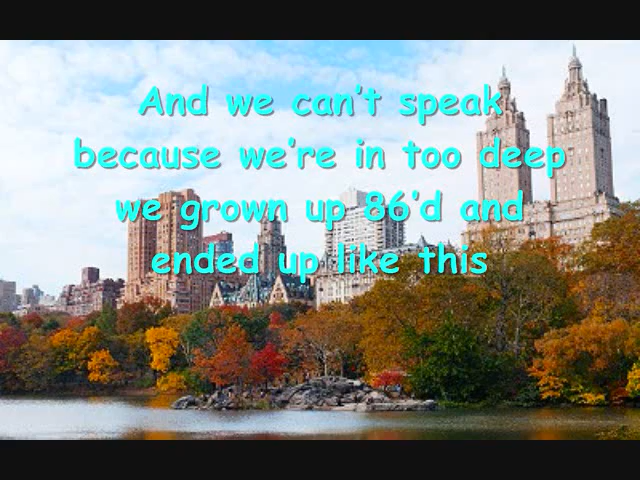 And we can't speak
because we're in too deep
we grown up 86'd and
ended up like this